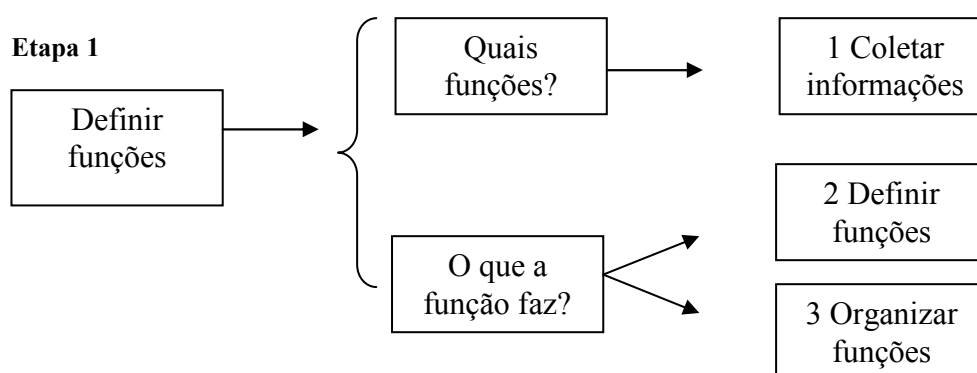 Etapa 1
Definir
funções
Quais
funções?
O que a
função faz?
1 Coletar
informações
2 Definir
funções
3 Organizar
funções